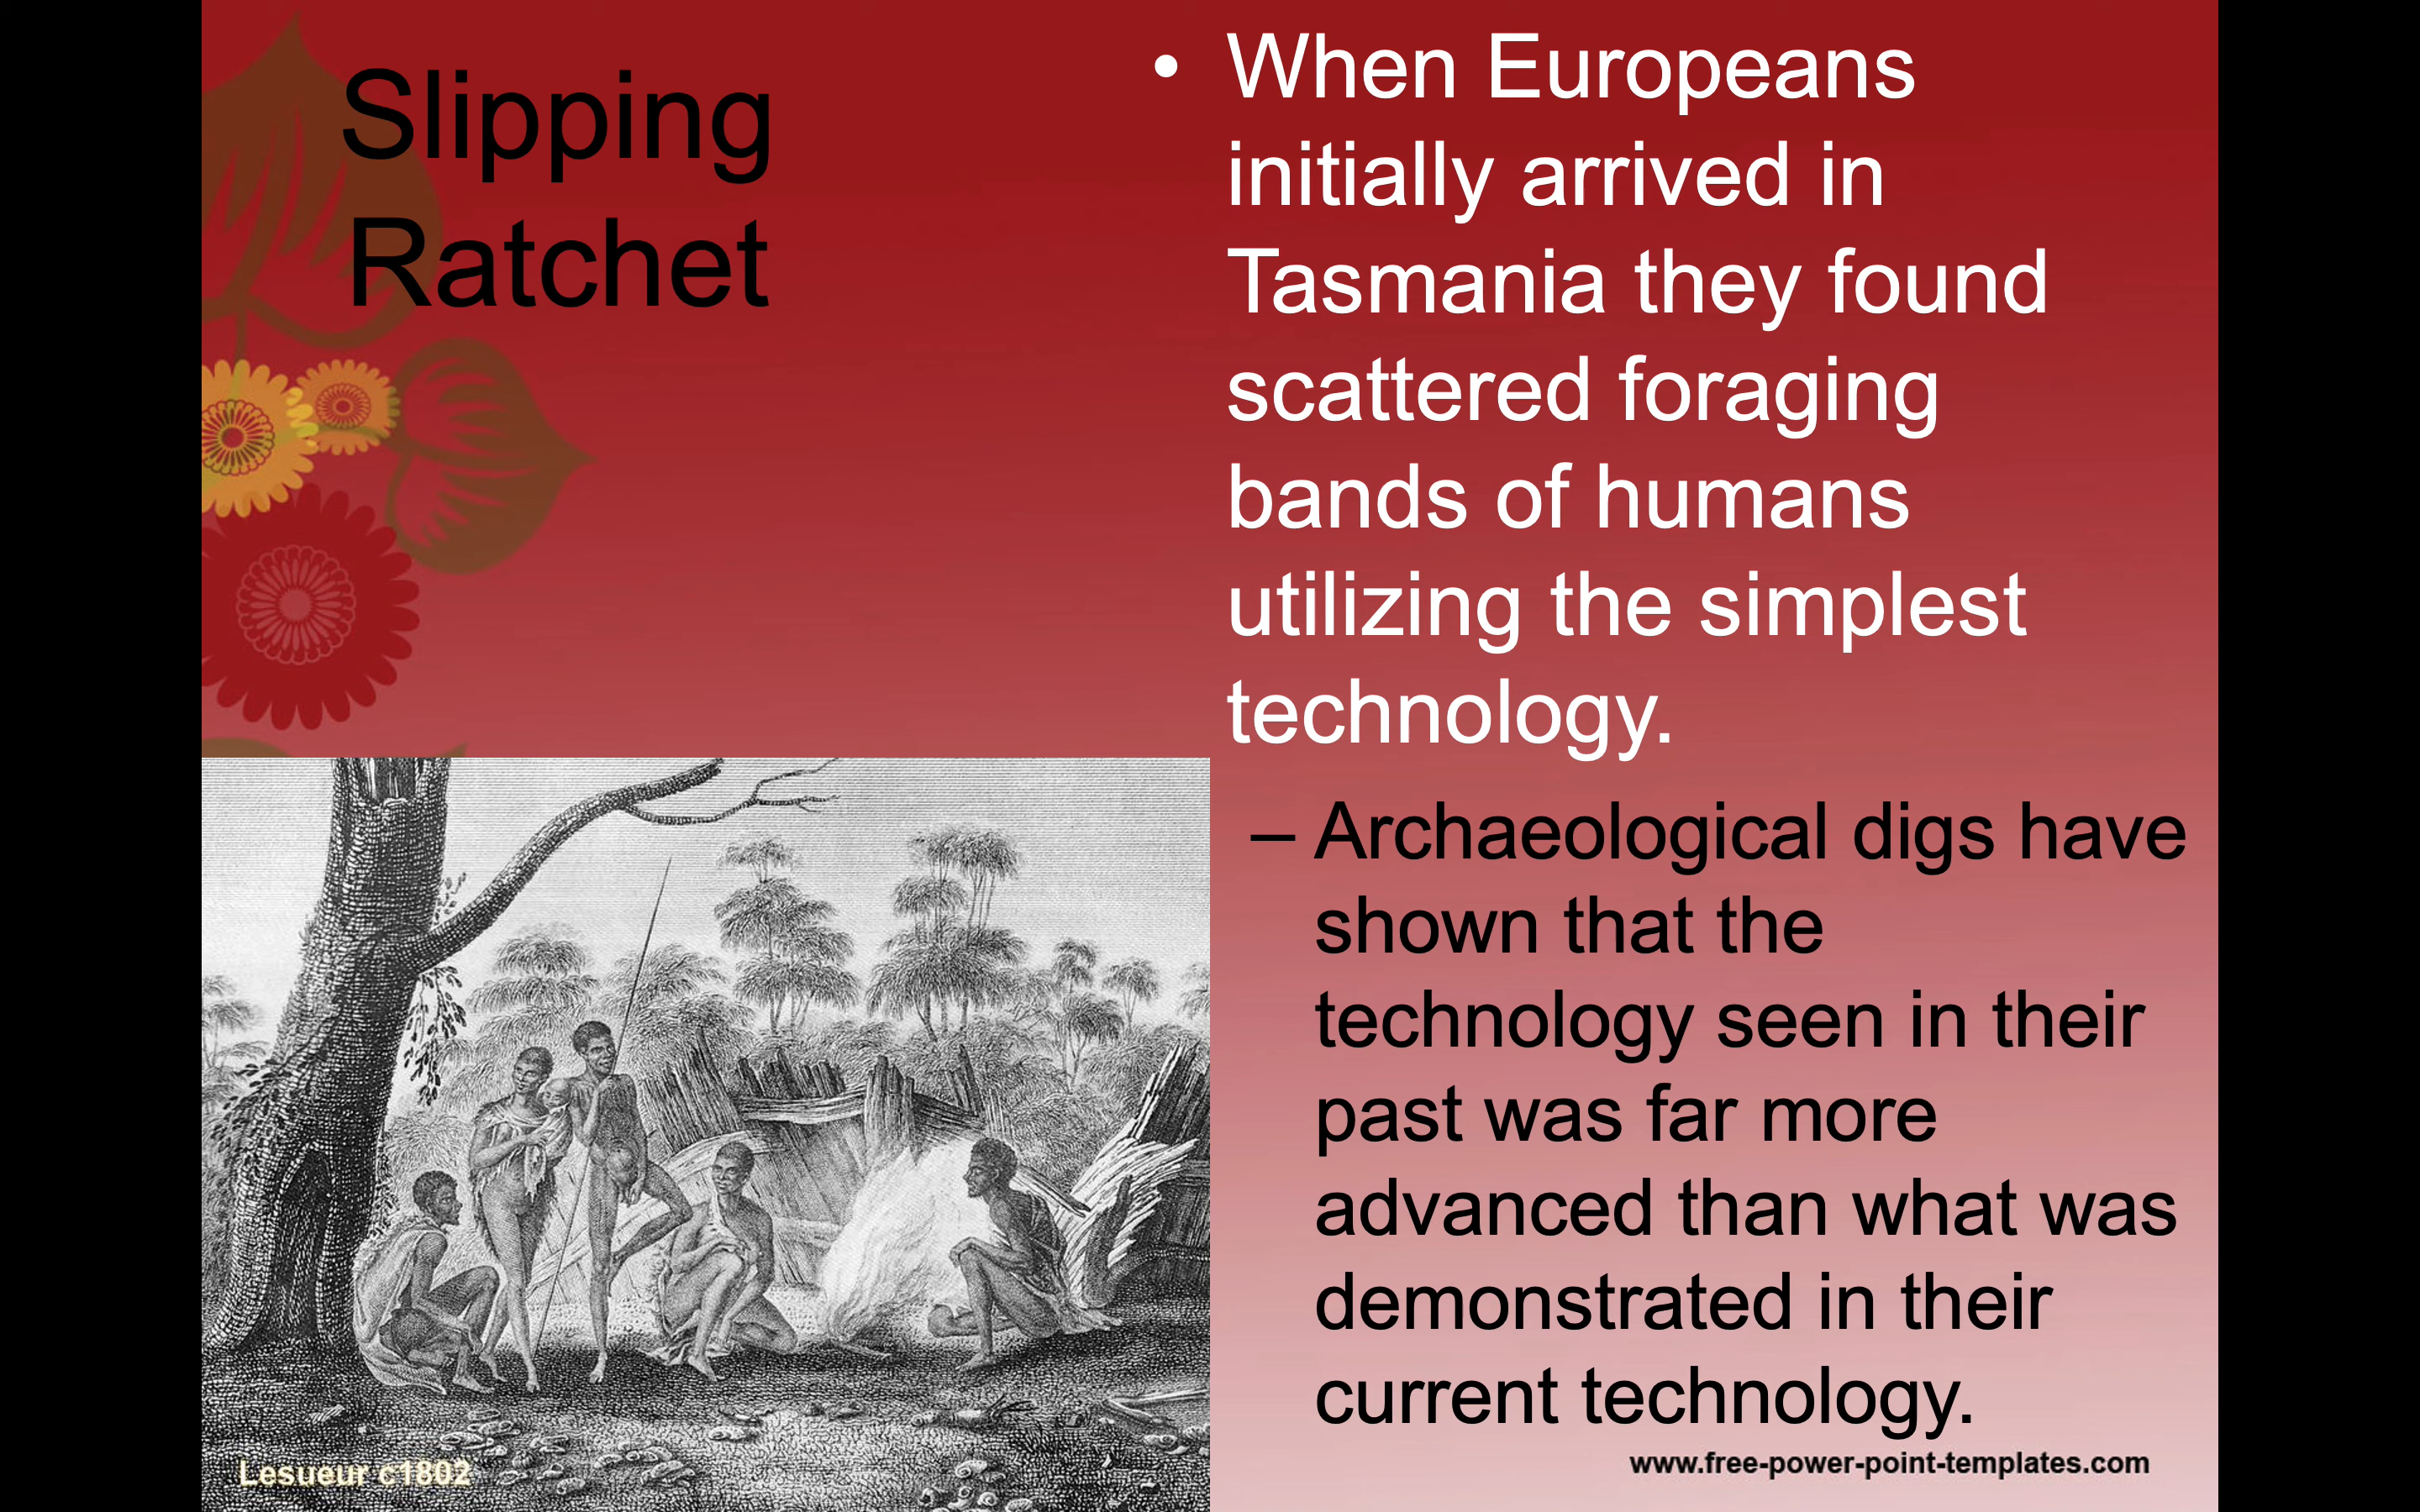 Slipping
Ratchet
• When Europeans
initially arrived in
Tasmania they found
scattered foraging
bands of humans
utilizing the simplest
technology.
– Archaeological digs have
shown that the
technology seen in their
past was far more
advanced than what was
demonstrated in their
current technology.
Lesueur c1802
www.free-power-point-templates.com